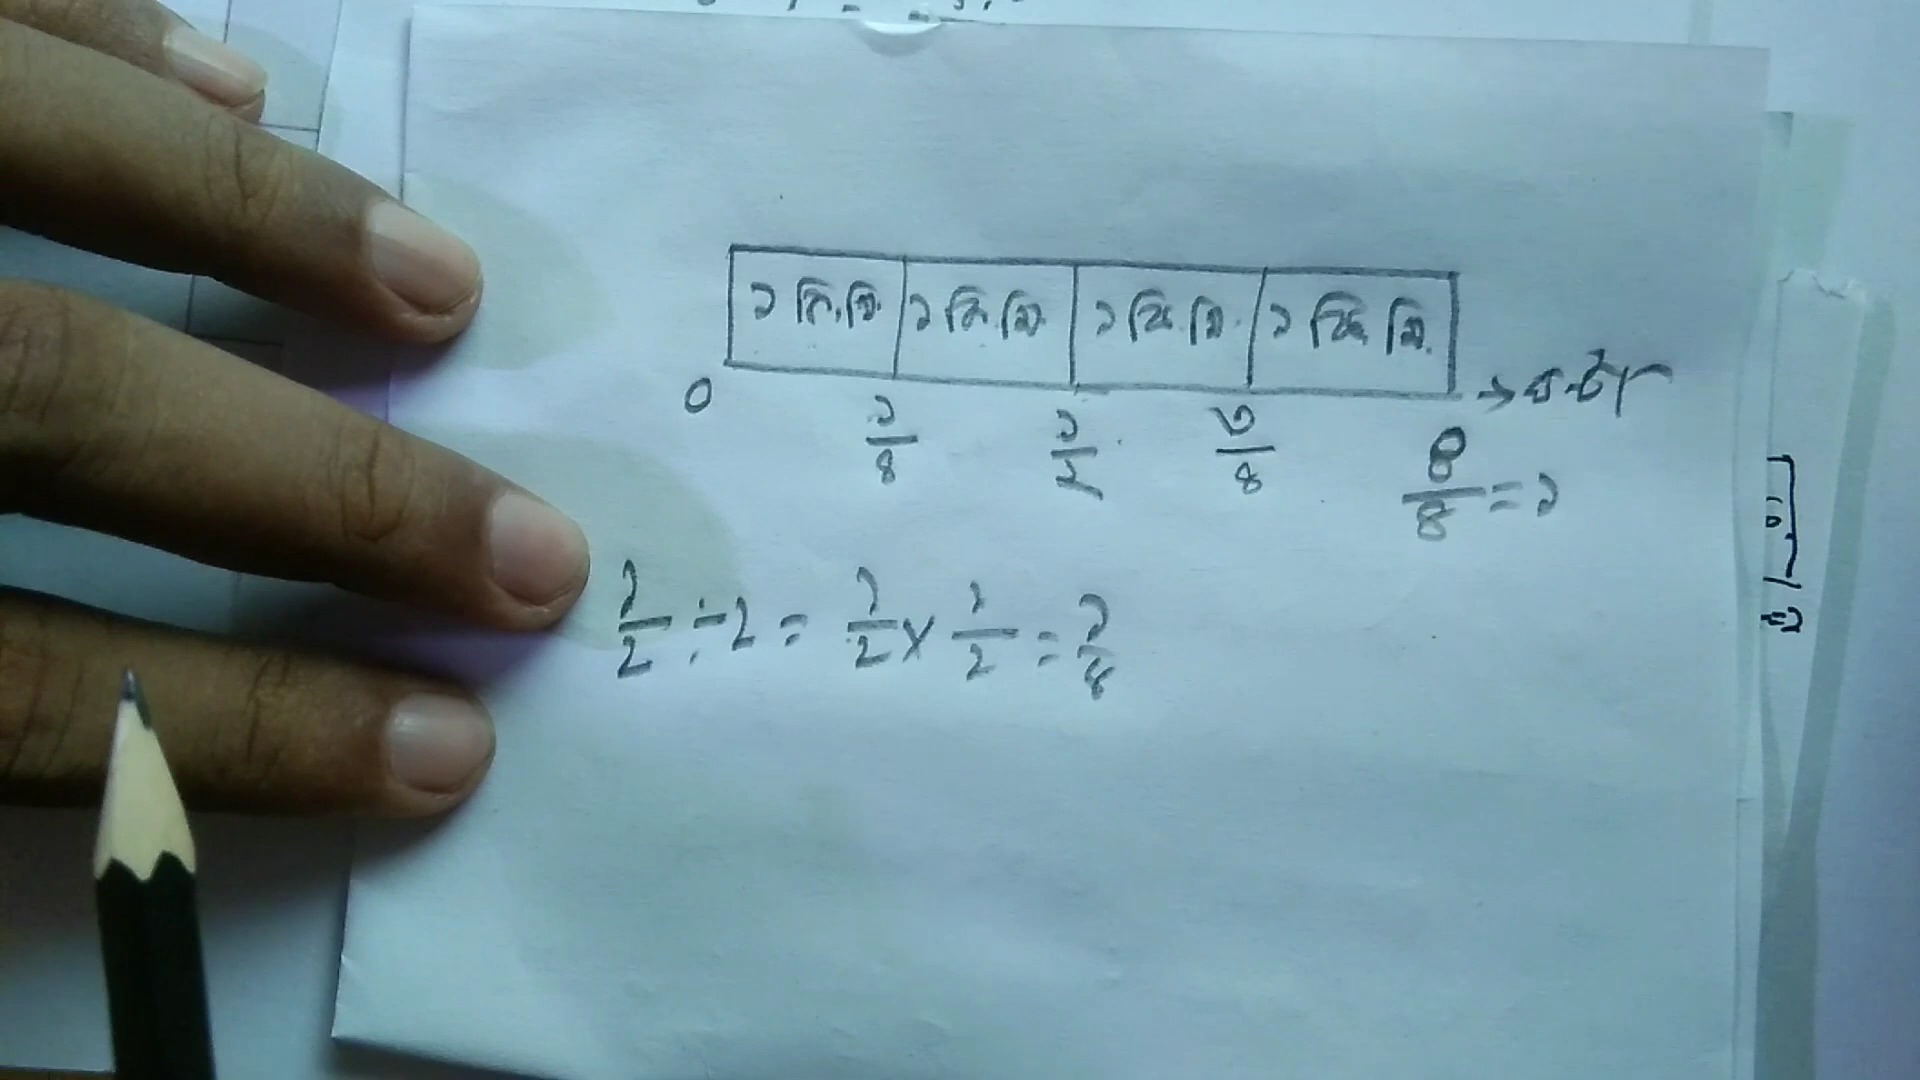 ১ কি.মি. ১ কি.মি. ১ কি.মি. ১ কি.মি.
০ ১/৪ ১/২ ৩/৪ ৪/৪ = ১ → ঘণ্টা
১/২ ÷ ২ = ১/২ × ১/২ = ১/৪